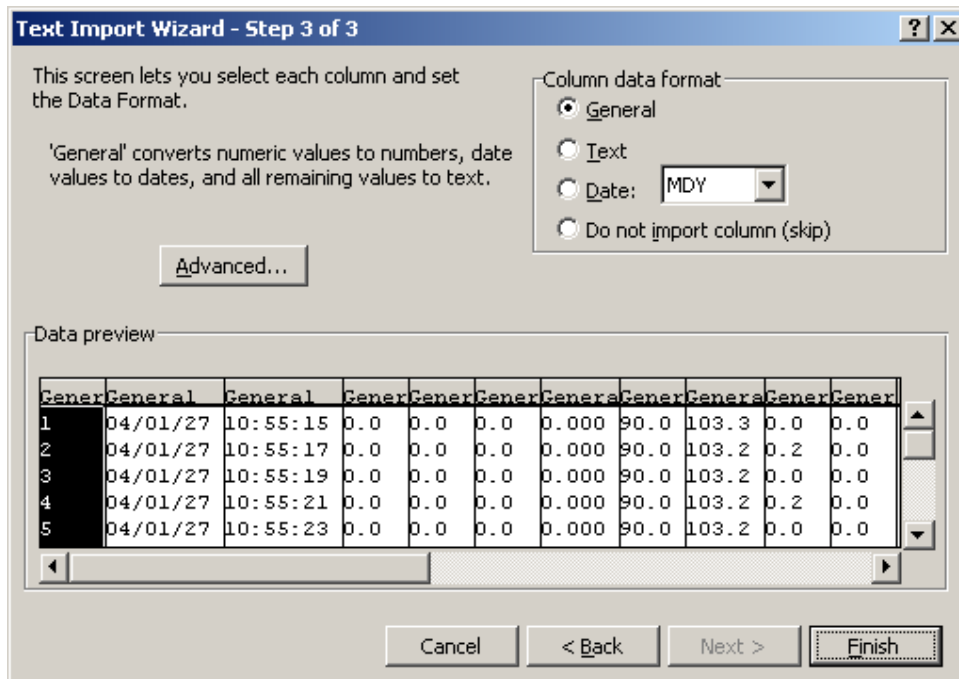 Text Import Wizard - Step 3 of 3
This screen lets you select each column and set
the Data Format.
'General' converts numeric values to numbers, date
values to dates, and all remaining values to text.
Advanced...
Column data format
General
Text
Date: MDY
Do not import column (skip)
Data preview
Gener General General Gener Gener Gener Genera Gener Genera Gener Gener
1 04/01/27 10:55:15 0.0 0.0 0.0 0.000 90.0 103.3 0.0 0.0
2 04/01/27 10:55:17 0.0 0.0 0.0 0.000 90.0 103.2 0.2 0.0
3 04/01/27 10:55:19 0.0 0.0 0.0 0.000 90.0 103.2 0.0 0.0
4 04/01/27 10:55:21 0.0 0.0 0.0 0.000 90.0 103.2 0.2 0.0
5 04/01/27 10:55:23 0.0 0.0 0.0 0.000 90.0 103.2 0.0 0.0
Cancel < Back Next > Finish